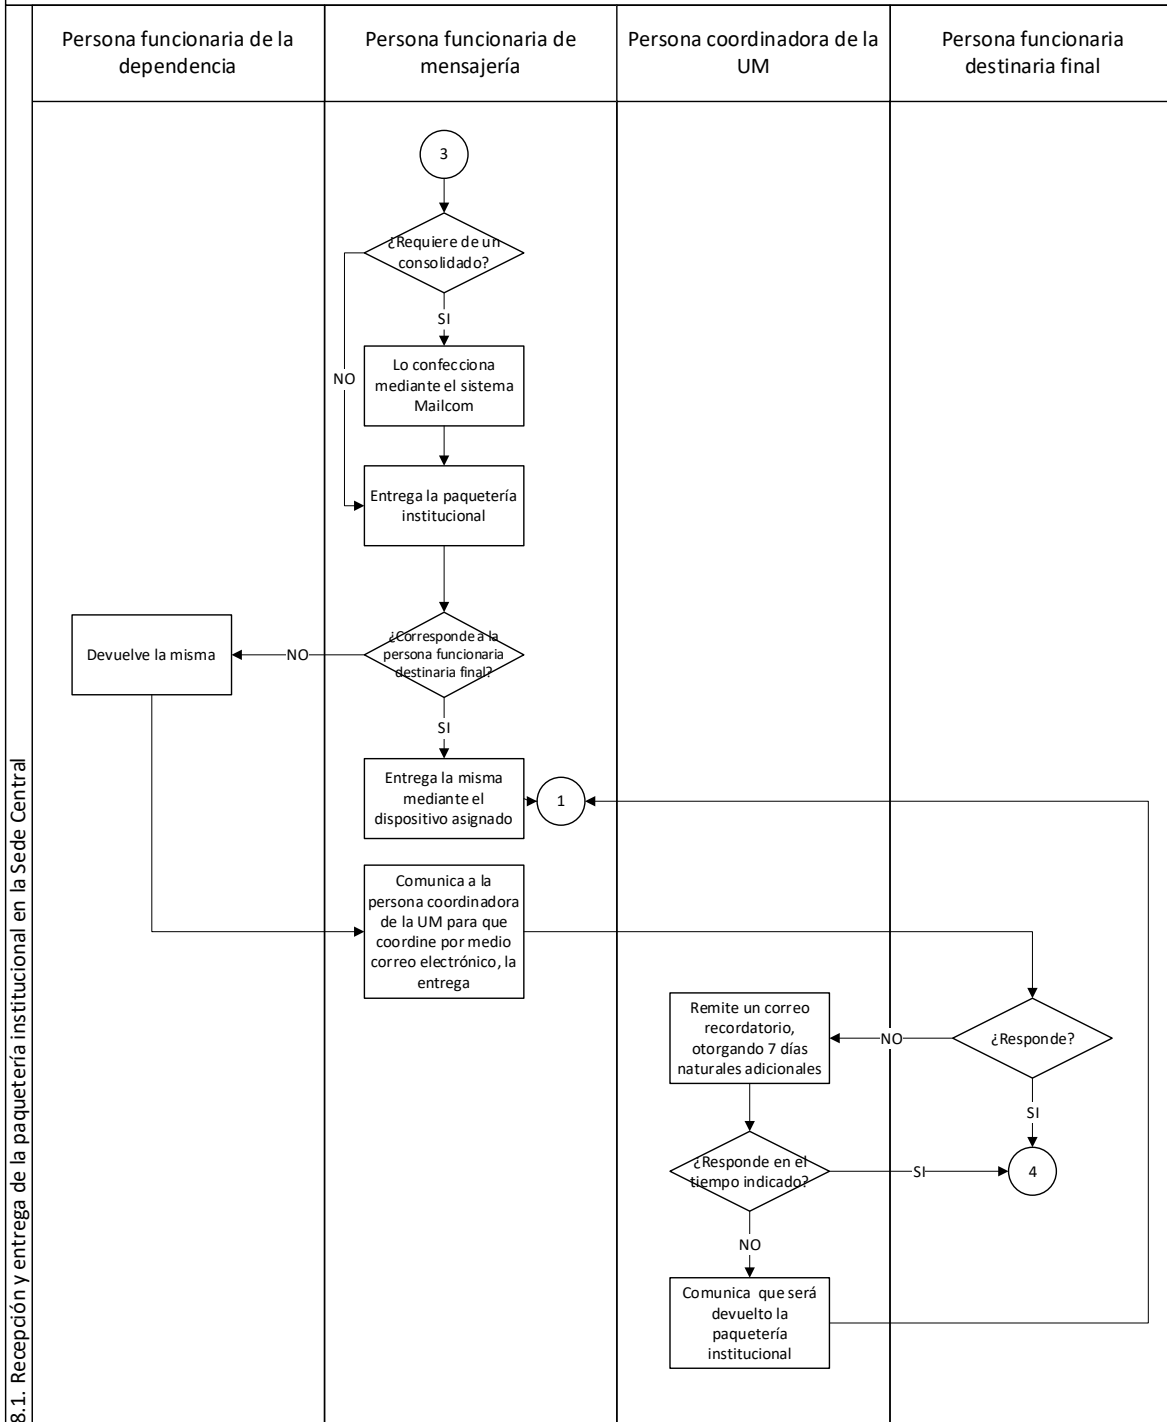 Persona funcionaria de la
dependencia
Persona funcionaria de
mensajería
Persona coordinadora de la
UM
Persona funcionaria
destinaria final
8.1. Recepción y entrega de la paquetería institucional en la Sede Central
3
¿Requiere de un
consolidado?
SI
NO
Lo confecciona
mediante el sistema
Mailcom
Entrega la paquetería
institucional
¿Corresponde a la
persona funcionaria
destinaria final?
NO
Devuelve la misma
SI
Entrega la misma
mediante el
dispositivo asignado
1
Comunica a la
persona coordinadora
de la UM para que
coordine por medio
correo electrónico, la
entrega
¿Responde?
NO
Remite un correo
recordatorio,
otorgando 7 días
naturales adicionales
SI
¿Responde en el
tiempo indicado?
SI
4
NO
Comunica que será
devuelto la
paquetería
institucional